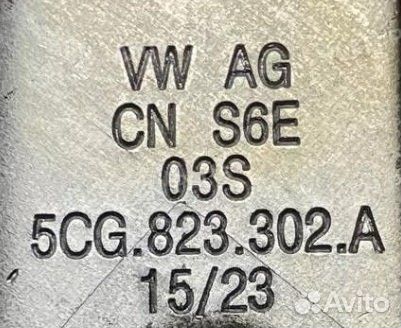 VW AG
CN S6E
03S
5CG.823.302.A
15/23
Avito